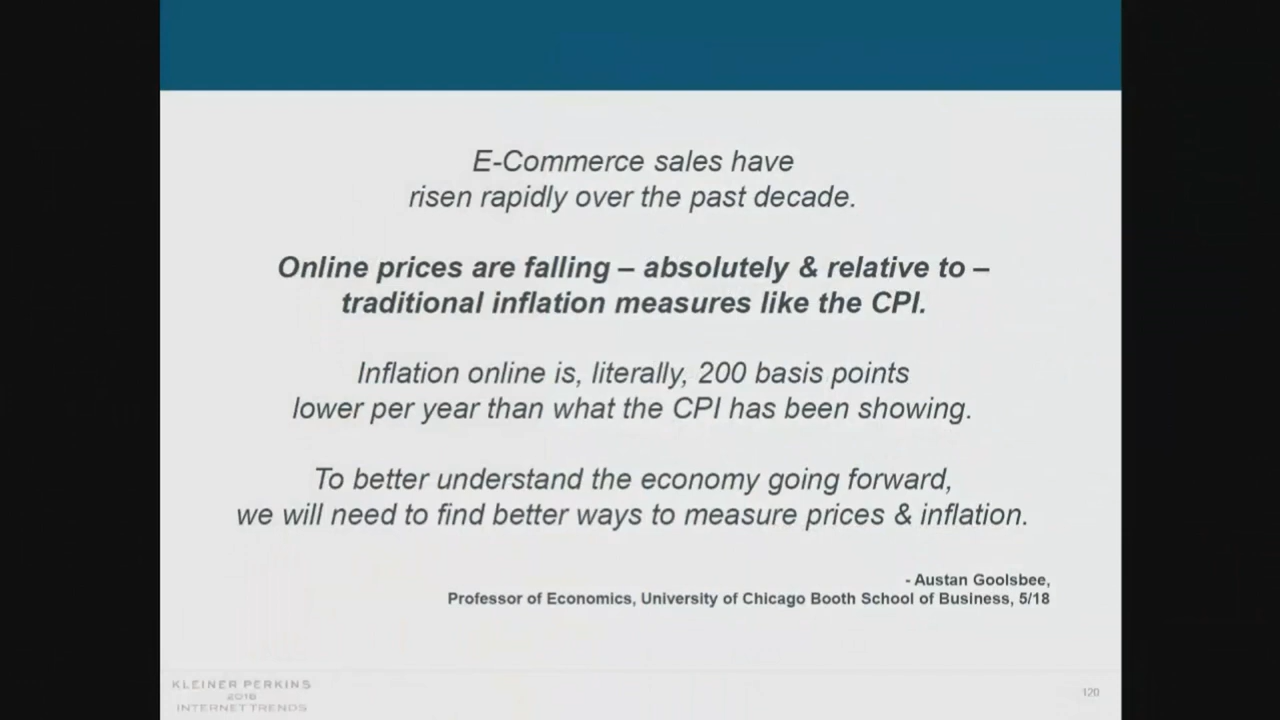 E-Commerce sales have
risen rapidly over the past decade.
Online prices are falling – absolutely & relative to –
traditional inflation measures like the CPI.
Inflation online is, literally, 200 basis points
lower per year than what the CPI has been showing.
To better understand the economy going forward,
we will need to find better ways to measure prices & inflation.
- Austan Goolsbee,
Professor of Economics, University of Chicago Booth School of Business, 5/18
KLEINER PERKINS
2018
INTERNET TRENDS
120